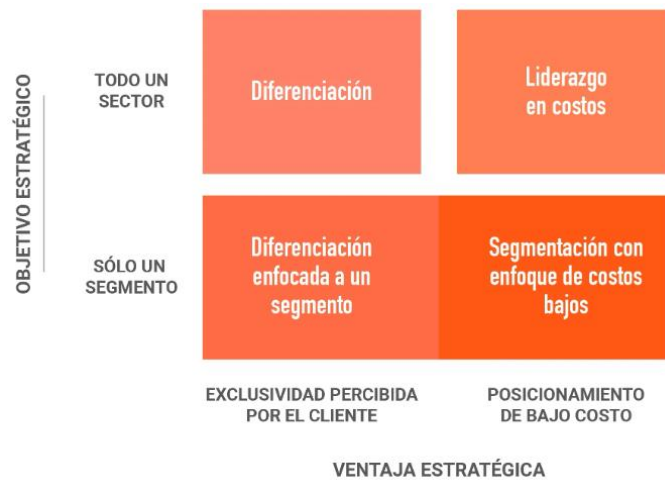 TODO UN
SECTOR
Diferenciación
Liderazgo
en costos
OBJETIVO ESTRATÉGICO
SÓLO UN
SEGMENTO
Diferenciación
enfocada a un
segmento
Segmentación con
enfoque de costos
bajos
EXCLUSIVIDAD PERCIBIDA
POR EL CLIENTE
POSICIONAMIENTO
DE BAJO COSTO
VENTAJA ESTRATÉGICA